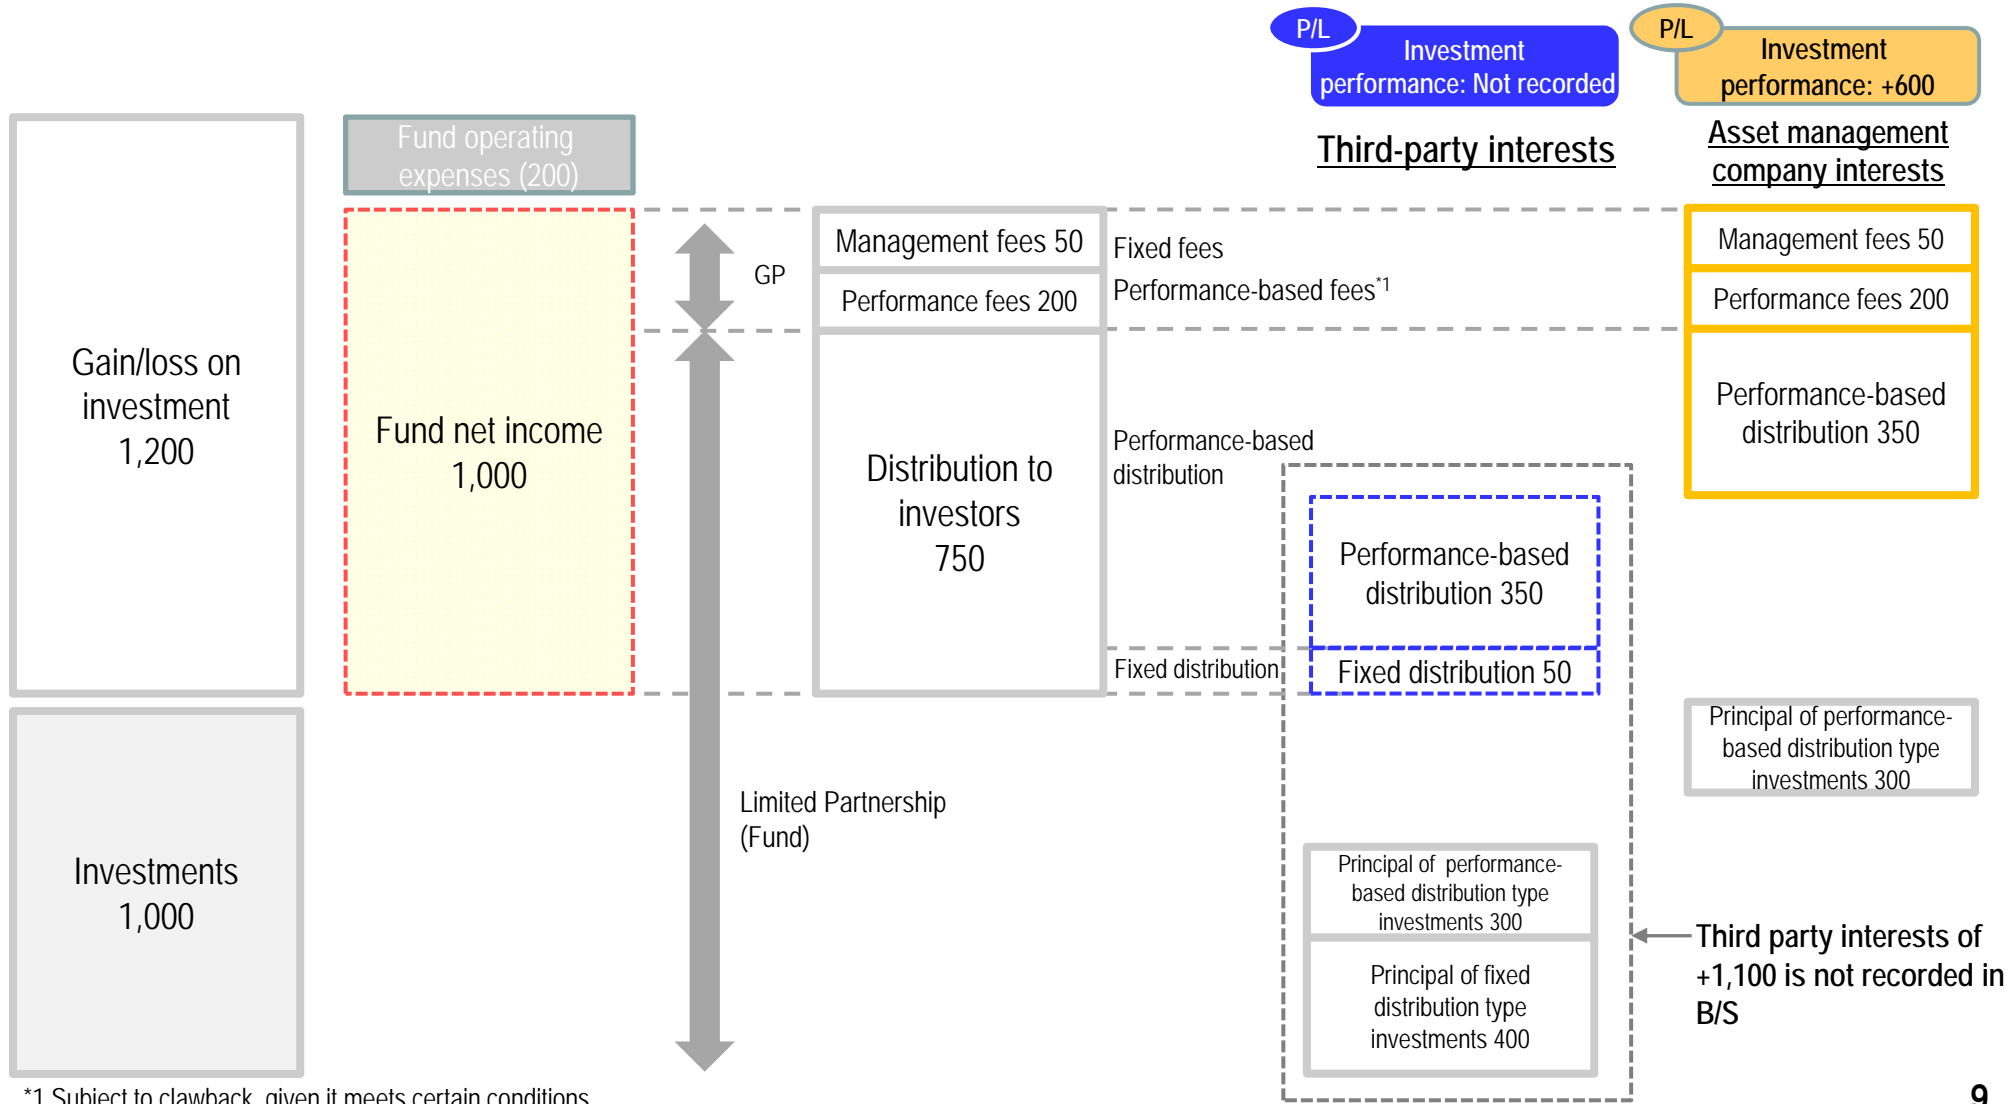 P/L
Investment
performance: Not recorded
P/L
Investment
performance: +600
Third-party interests
Asset management
company interests
Gain/loss on
investment
1,200
Fund operating
expenses (200)
Fund net income
1,000
GP
Management fees 50
Performance fees 200
Distribution to
investors
750
Fixed fees
Performance-based fees*1
Performance-based
distribution
Fixed distribution
Performance-based
distribution 350
Fixed distribution 50
Management fees 50
Performance fees 200
Performance-based
distribution 350
Investments
1,000
Limited Partnership
(Fund)
Principal of performance-
based distribution type
investments 300
Principal of fixed
distribution type
investments 400
Principal of performance-
based distribution type
investments 300
Third party interests of
+1,100 is not recorded in
B/S
*1 Subject to clawback, given it meets certain conditions
9